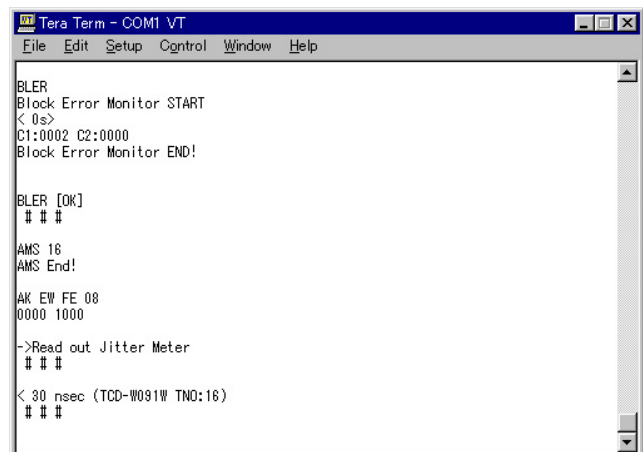 Tera Term - COM1 VT
File Edit Setup Control Window Help
BLER
Block Error Monitor START
< 0s>
C1:0002 C2:0000
Block Error Monitor END!
BLER [OK]
# # #
AMS 16
AMS End!
AK EW FE 08
0000 1000
->Read out Jitter Meter
# # #
< 30 nsec (TCD-W091W TNO:16)
# # #